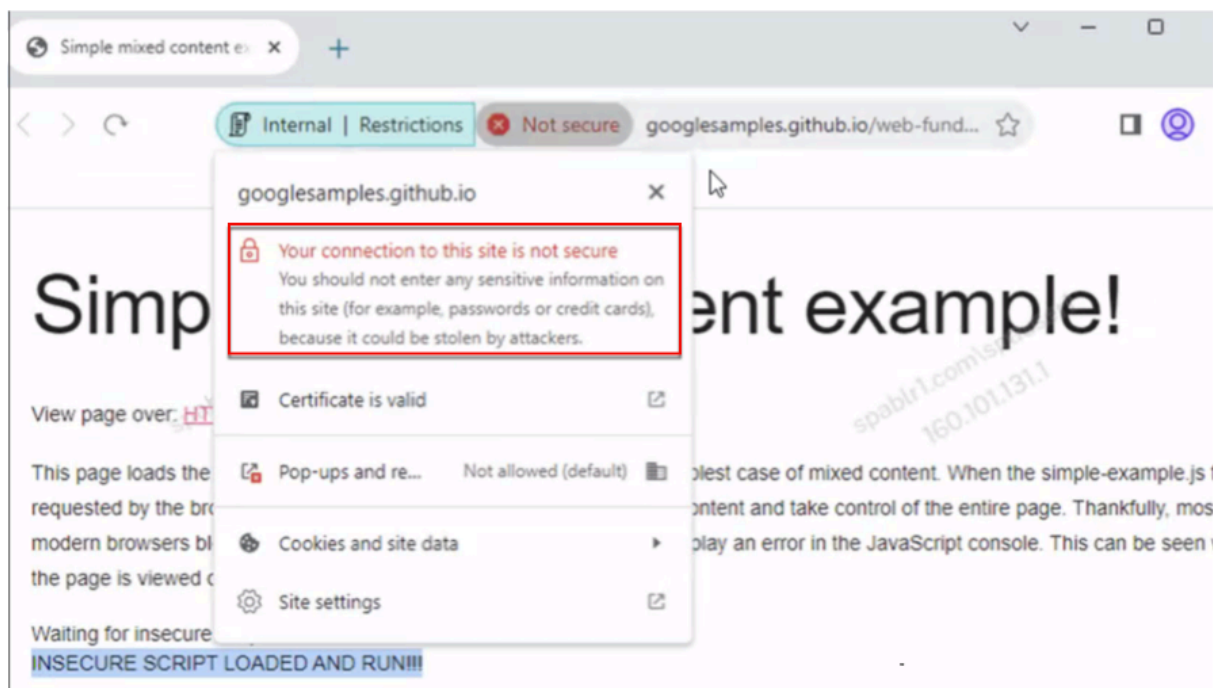 Simple mixed content ex
Internal | Restrictions
Not secure
googlesamples.github.io/web-fund...
googlesamples.github.io
Your connection to this site is not secure
You should not enter any sensitive information on
this site (for example, passwords or credit cards),
because it could be stolen by attackers.
Simp
ent example!
Certificate is valid
View page over: HT
Pop-ups and re...
Not allowed (default)
This page loads the
plest case of mixed content. When the simple-example.js
requested by the bro
ontent and take control of the entire page. Thankfully, mos
Cookies and site data
modern browsers bl
play an error in the JavaScript console. This can be seen
the page is viewed
Site settings
Waiting for insecure
INSECURE SCRIPT LOADED AND RUN!!!
160.101.131.1